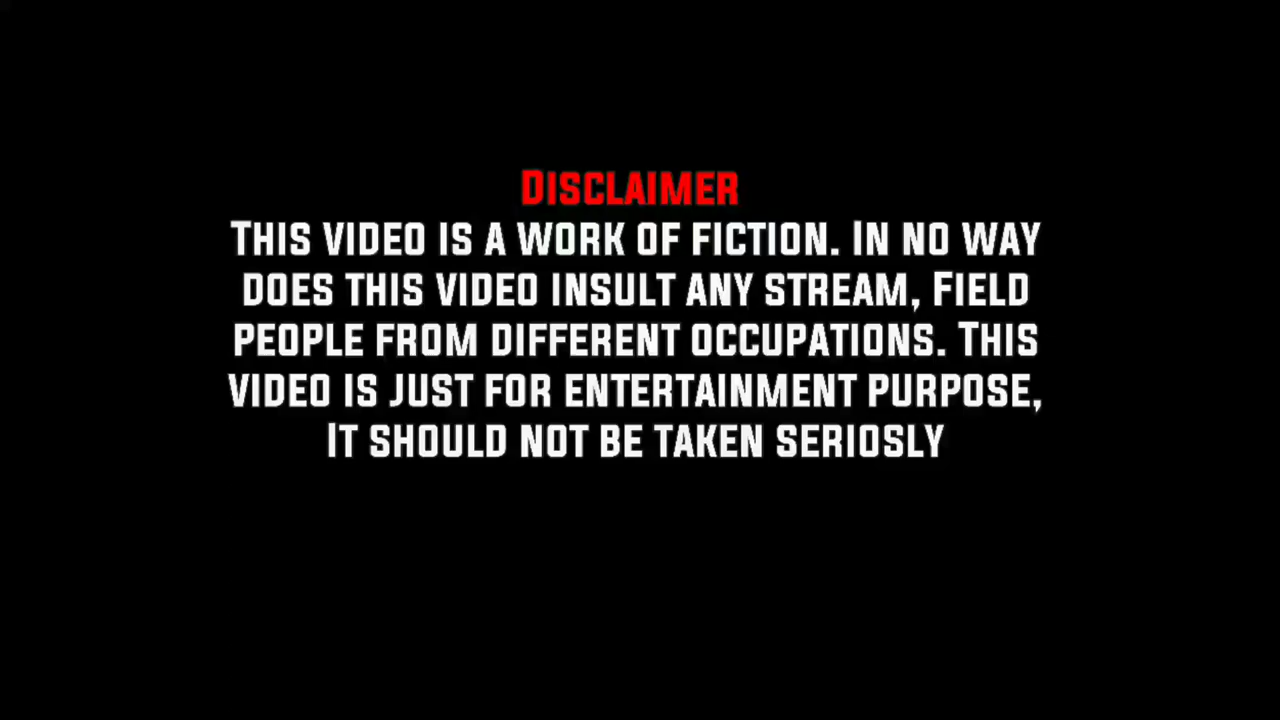 Disclaimer
This video is a work of fiction. In no way
does this video insult any stream, Field
people from different occupations. This
video is just for entertainment purpose,
It should not be taken seriosly